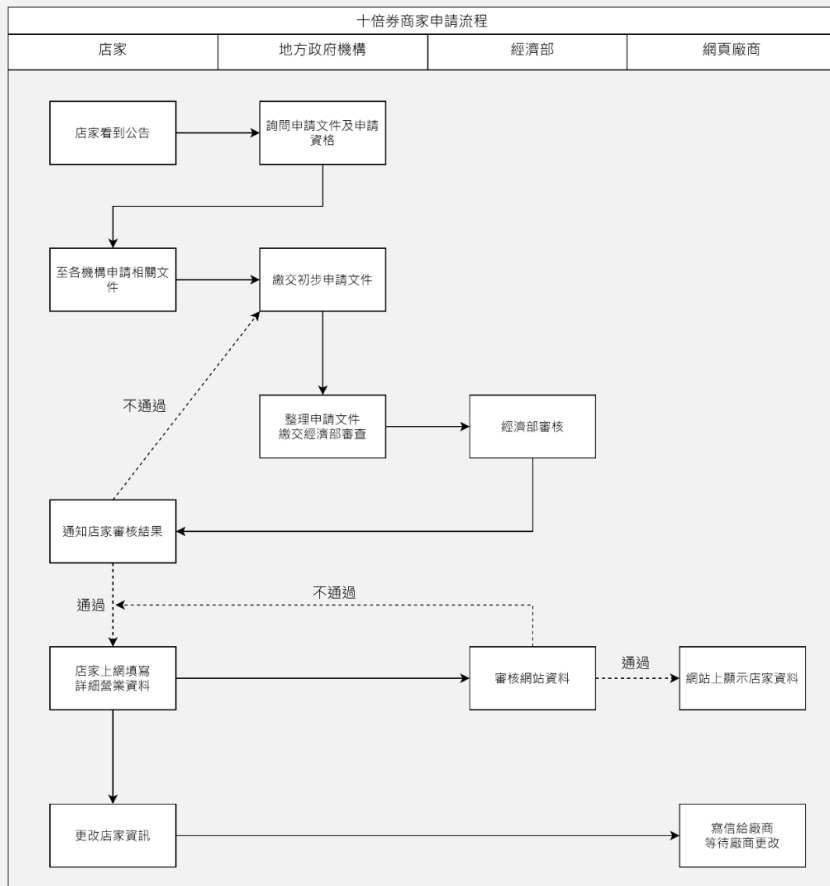 十倍券商家申請流程
店家
地方政府機構
經濟部
網頁廠商
店家看到公告
詢問申請文件及申請
資格
至各機構申請相關文
件
繳交初步申請文件
不通過
整理申請文件
繳交經濟部審查
經濟部審核
通知店家審核結果
通過
不通過
店家上網填寫
詳細營業資料
審核網站資料
通過
網站上顯示店家資料
更改店家資訊
寫信給廠商
等待廠商更改